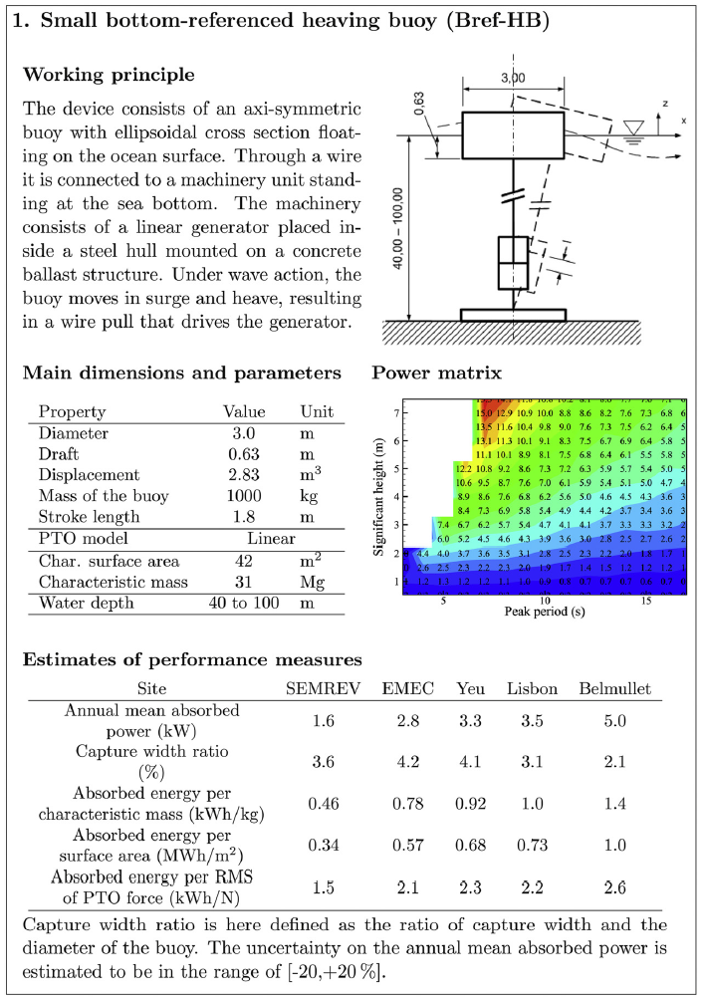 1. Small bottom-referenced heaving buoy (Bref-HB)
Working principle
The device consists of an axi-symmetric
buoy with ellipsoidal cross section float-
ing on the ocean surface. Through a wire
it is connected to a machinery unit stand-
ing at the sea bottom. The machinery
consists of a linear generator placed in-
side a steel hull mounted on a concrete
ballast structure. Under wave action, the
buoy moves in surge and heave, resulting
in a wire pull that drives the generator.
3,00
0,63
z
x
40,00 - 100,00
Main dimensions and parameters
Property Value Unit
Diameter 3.0 m
Draft 0.63 m
Displacement 2.83 m³
Mass of the buoy 1000 kg
Stroke length 1.8 m
PTO model Linear
Char. surface area 42 m²
Characteristic mass 31 Mg
Water depth 40 to 100 m
Power matrix
Significant height (m)
7 15.0 12.9 10.9 10.0 8.8 8.6 8.2 7.6 7.3 6.8 6
13.5 11.6 10.4 9.8 9.0 7.6 7.3 7.5 6.4 5
6 13.1 11.3 10.1 9.1 8.3 7.5 6.7 6.9 6.4 5.8 5
11.1 10.1 8.9 8.1 7.5 6.9 6.5 6.0 5.8 5
5 12.2 10.8 9.2 8.6 7.3 7.2 6.3 5.9 5.7 5.4 5.0 5
10.6 9.5 8.7 7.6 7.0 6.1 5.9 5.4 5.1 5.0 4.7 4
4 8.9 8.6 7.6 6.8 6.2 5.6 5.0 4.6 4.5 4.3 3.6 3
8.4 7.3 6.9 5.8 5.4 4.9 4.4 4.2 3.7 3.4 3.6 3
3 7.4 6.7 6.2 5.7 5.4 4.7 4.1 4.1 3.7 3.3 3.3 3.2 2
6.0 5.2 4.5 4.6 4.3 3.9 3.6 3.0 2.8 2.5 2.7 2.6 2
2 4.4 4.0 3.7 3.6 3.5 3.1 2.8 2.5 2.3 2.2 2.0 1.8 1.7 1
2.6 2.5 2.3 2.2 2.3 2.0 1.9 1.7 1.4 1.5 1.2 1.2 1.2 1
1 1.2 1.3 1.2 1.2 1.1 1.0 0.9 0.8 0.7 0.7 0.7 0.6 0.7 0
5 10 15
Peak period (s)
Estimates of performance measures
Site SEMREV EMEC Yeu Lisbon Belmullet
Annual mean absorbed
power (kW) 1.6 2.8 3.3 3.5 5.0
Capture width ratio
(%) 3.6 4.2 4.1 3.1 2.1
Absorbed energy per
characteristic mass (kWh/kg) 0.46 0.78 0.92 1.0 1.4
Absorbed energy per
surface area (MWh/m²) 0.34 0.57 0.68 0.73 1.0
Absorbed energy per RMS
of PTO force (kWh/N) 1.5 2.1 2.3 2.2 2.6
Capture width ratio is here defined as the ratio of capture width and the
diameter of the buoy. The uncertainty on the annual mean absorbed power is
estimated to be in the range of [-20,+20 %].